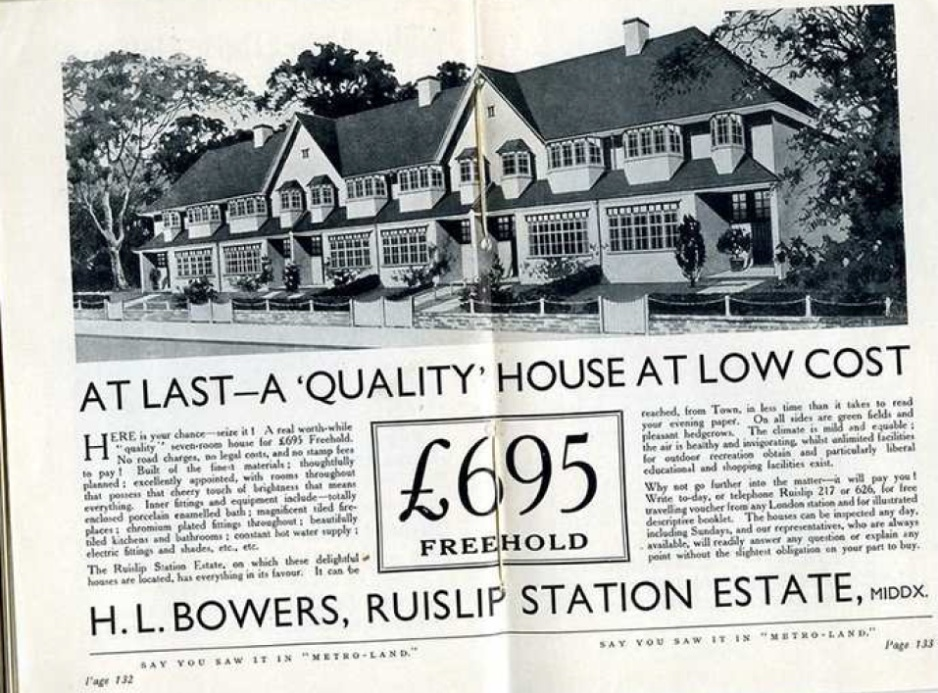 AT LAST—A 'QUALITY' HOUSE AT LOW COST
HERE is your chance—seize it! A real worth-while
"quality" seven-room house for £695 Freehold.
No road charges, no legal costs, and no stamp fees
to pay! Built of the finest materials; thoughtfully
planned; excellently appointed, with rooms throughout
that possess that cheery touch of brightness that means
everything. Inner fittings and equipment include—totally
enclosed porcelain enamelled bath; magnificent tiled fire-
places; chromium plated fittings throughout; beautifully
tiled kitchens and bathrooms; constant hot water supply;
electric fittings and shades, etc., etc.
The Ruislip Station Estate, on which these delightful
houses are located, has everything in its favour. It can be
£695
FREEHOLD
reached, from Town, in less time than it takes to read
your evening paper. On all sides are green fields and
pleasant hedgerows. The climate is mild and equable;
the air is healthy and invigorating, whilst unlimited facilities
for outdoor recreation obtain and particularly liberal
educational and shopping facilities exist.
Why not go further into the matter—it will pay you!
Write to-day, or telephone Ruislip 217 or 626, for free
travelling voucher from any London station and for illustrated
descriptive booklet. The houses can be inspected any day,
including Sundays, and our representatives, who are always
available, will readily answer any question or explain any
point without the slightest obligation on your part to buy.
H. L. BOWERS, RUISLIP STATION ESTATE, MIDDX.
SAY YOU SAW IT IN "METRO-LAND."
SAY YOU SAW IT IN "METRO-LAND."
Page 132
Page 133